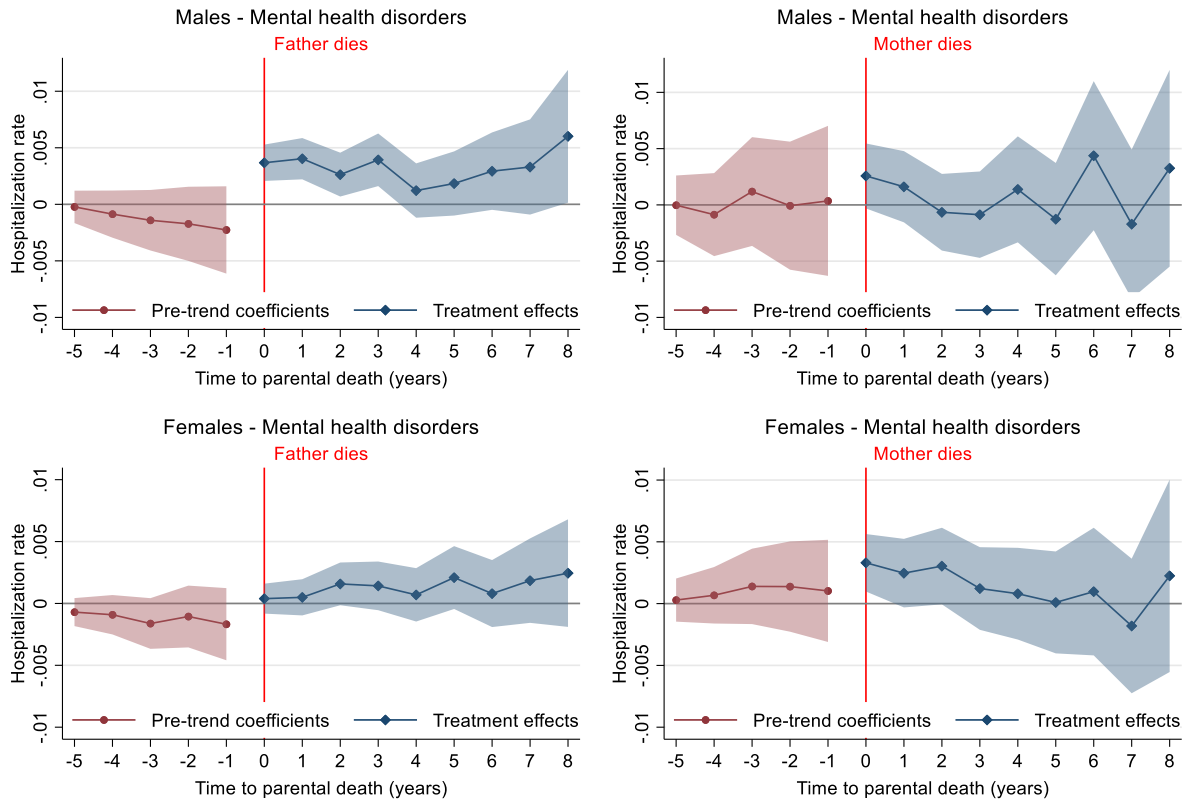 Males - Mental health disorders
Father dies
Hospitalization rate
.01
.005
0
-.005
-.01
Pre-trend coefficients Treatment effects
-5 -4 -3 -2 -1 0 1 2 3 4 5 6 7 8
Time to parental death (years)
Males - Mental health disorders
Mother dies
Hospitalization rate
.01
.005
0
-.005
-.01
Pre-trend coefficients Treatment effects
-5 -4 -3 -2 -1 0 1 2 3 4 5 6 7 8
Time to parental death (years)
Females - Mental health disorders
Father dies
Hospitalization rate
.01
.005
0
-.005
-.01
Pre-trend coefficients Treatment effects
-5 -4 -3 -2 -1 0 1 2 3 4 5 6 7 8
Time to parental death (years)
Females - Mental health disorders
Mother dies
Hospitalization rate
.01
.005
0
-.005
-.01
Pre-trend coefficients Treatment effects
-5 -4 -3 -2 -1 0 1 2 3 4 5 6 7 8
Time to parental death (years)